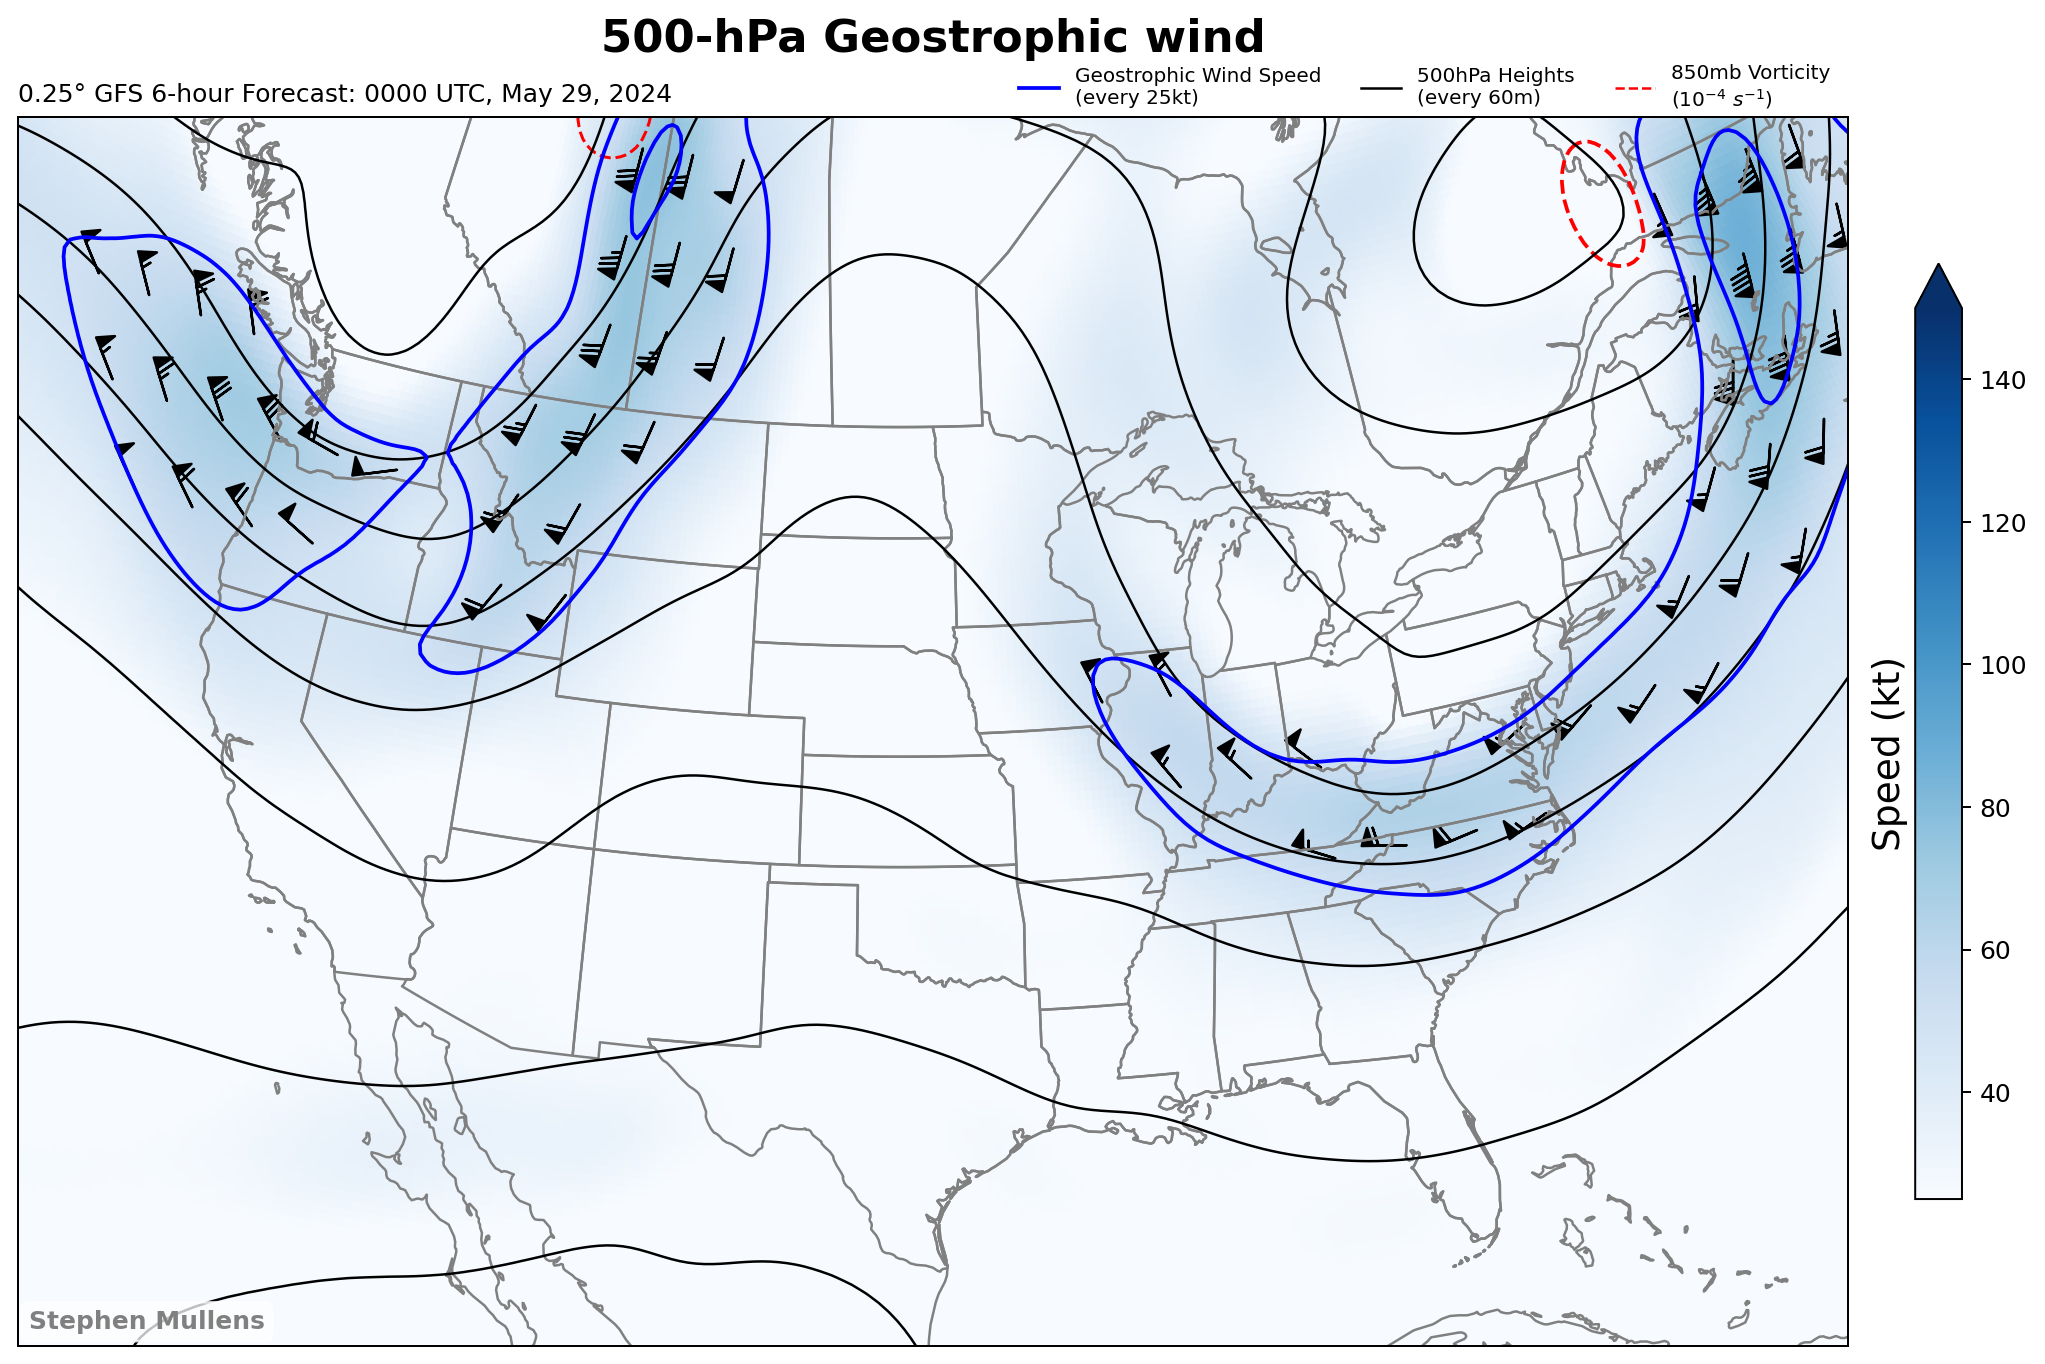 500-hPa Geostrophic wind
0.25° GFS 6-hour Forecast: 0000 UTC, May 29, 2024
Geostrophic Wind Speed
(every 25kt)
500hPa Heights
(every 60m)
850mb Vorticity
(10⁻⁴ s⁻¹)
140
120
100
80
60
40
Speed (kt)
Stephen Mullens